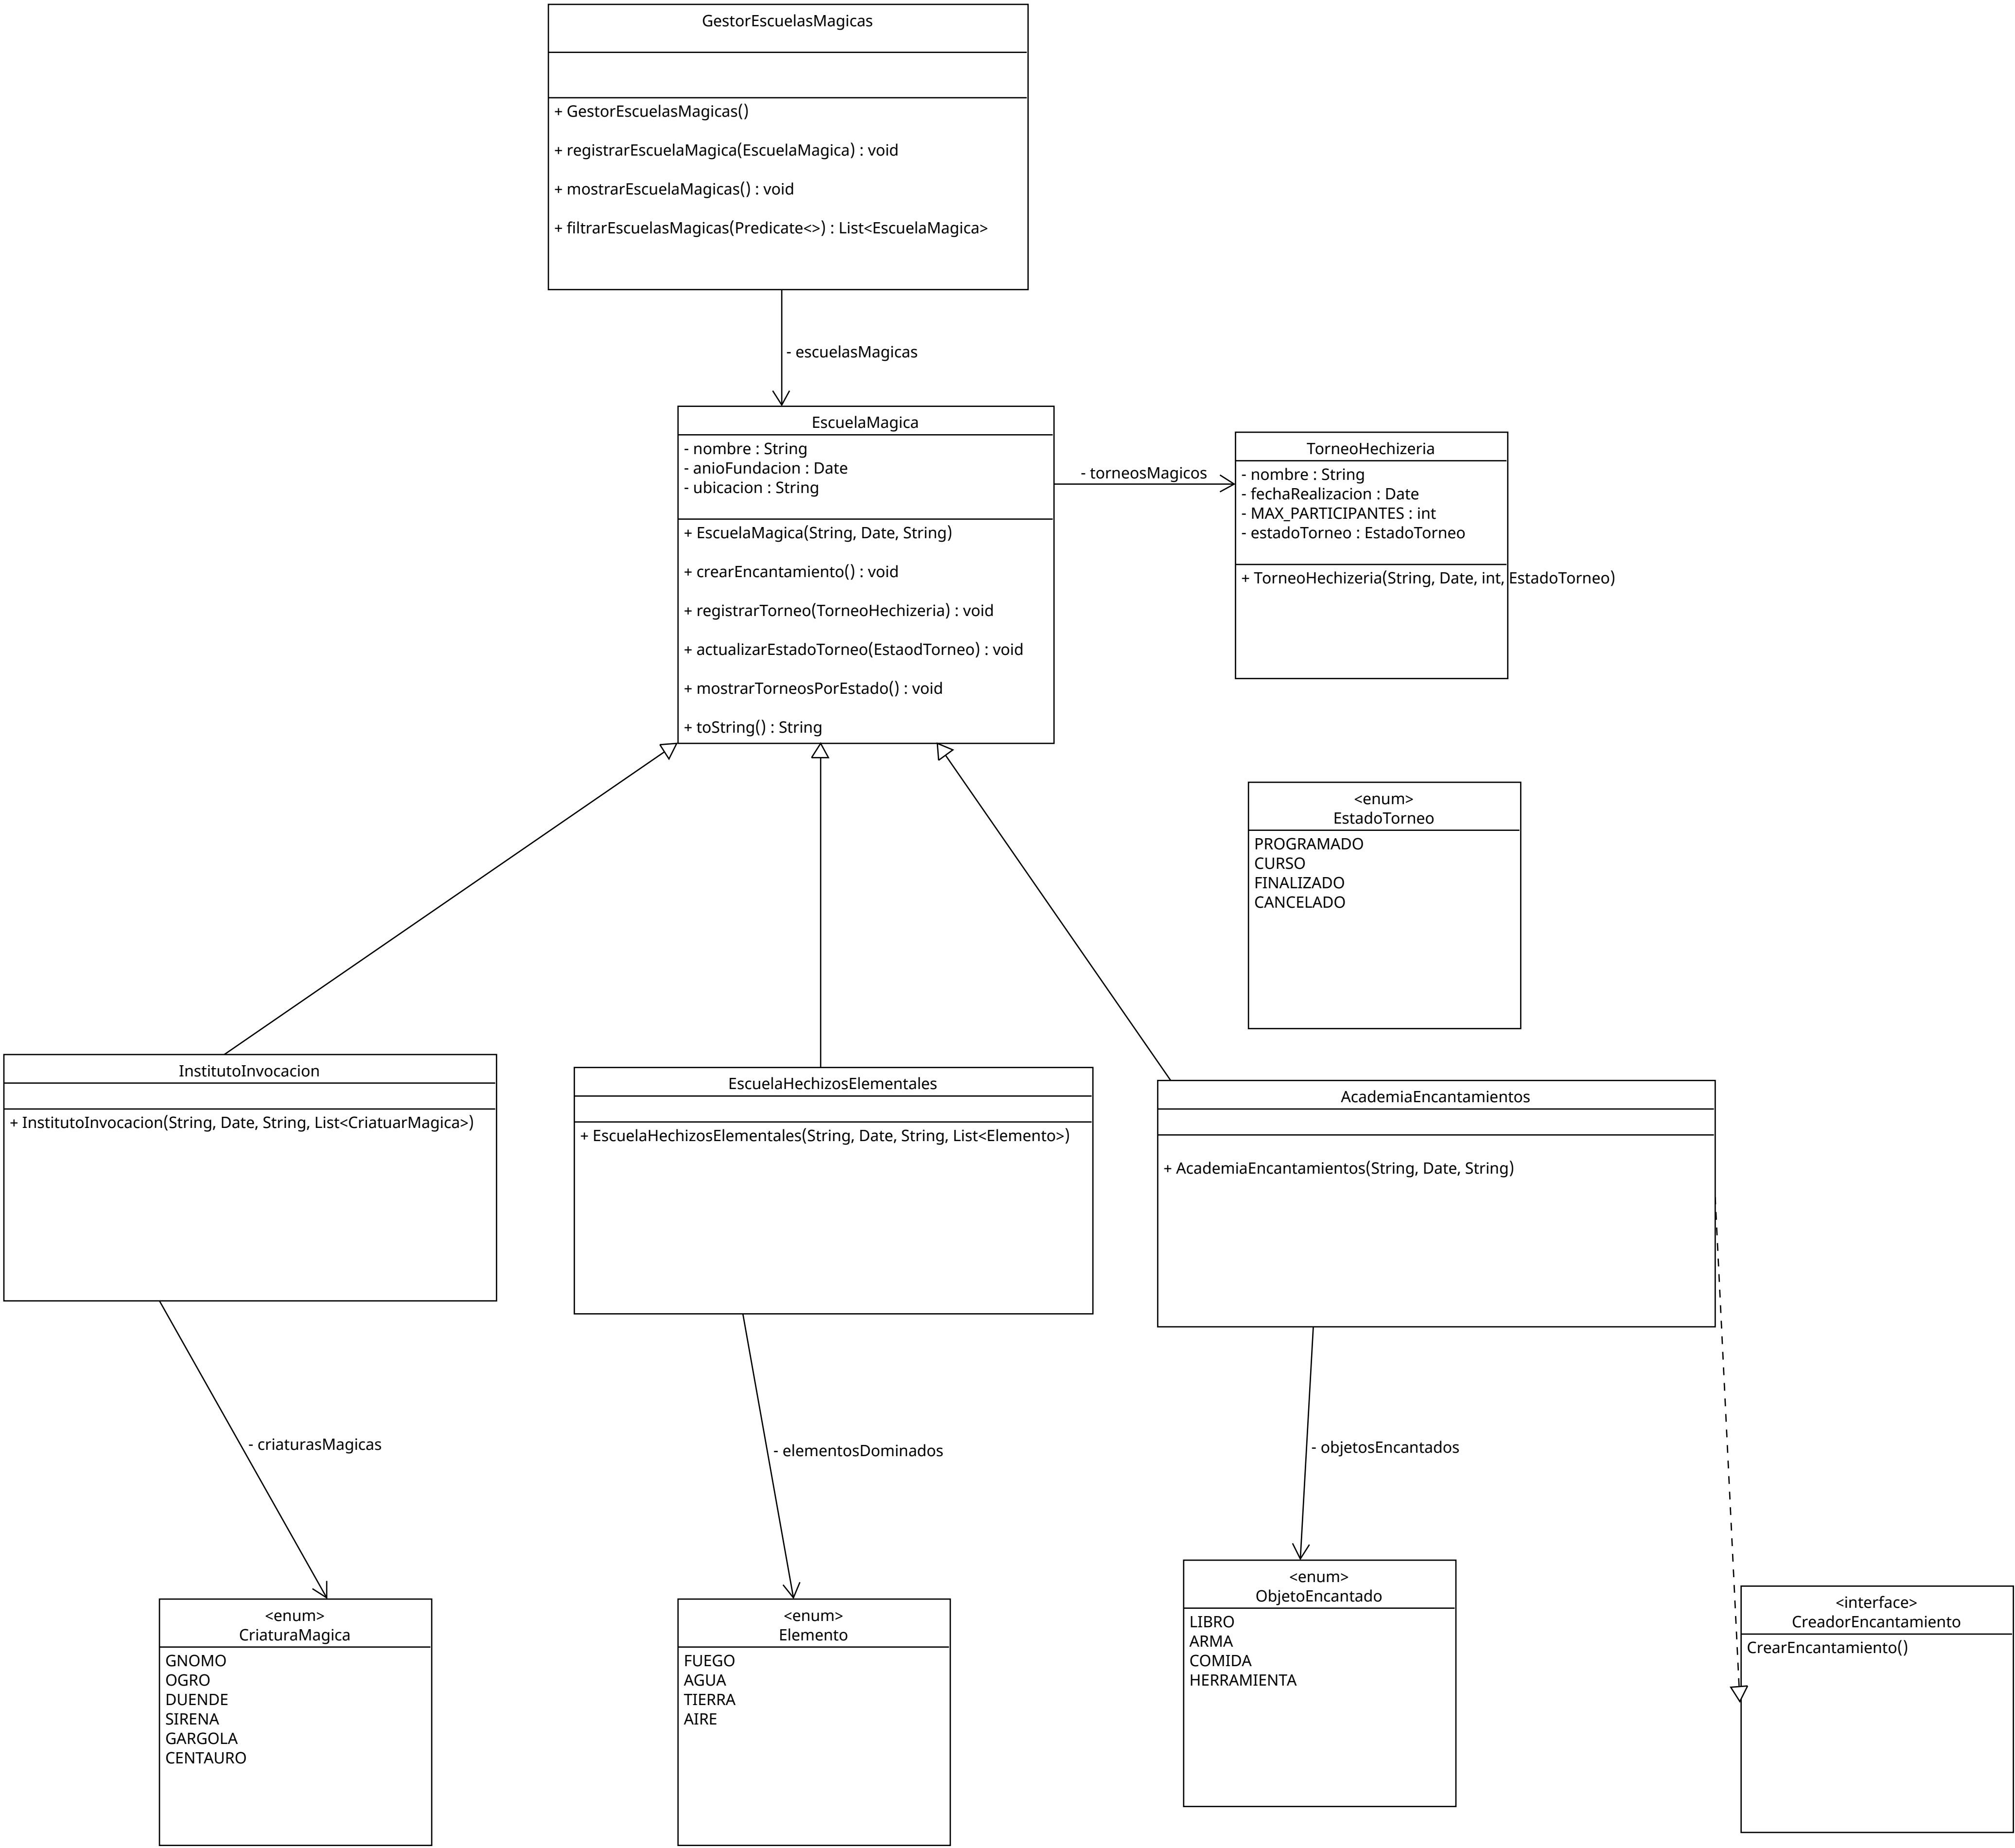 GestorEscuelasMagicas
+ GestorEscuelasMagicas()
+ registrarEscuelaMagica(EscuelaMagica) : void
+ mostrarEscuelaMagicas() : void
+ filtrarEscuelasMagicas(Predicate<>) : List<EscuelaMagica>
- escuelasMagicas
EscuelaMagica
- nombre : String
- anioFundacion : Date
- ubicacion : String
+ EscuelaMagica(String, Date, String)
+ crearEncantamiento() : void
+ registrarTorneo(TorneoHechizeria) : void
+ actualizarEstadoTorneo(EstaodTorneo) : void
+ mostrarTorneosPorEstado() : void
+ toString() : String
- torneosMagicos
TorneoHechizeria
- nombre : String
- fechaRealizacion : Date
- MAX_PARTICIPANTES : int
- estadoTorneo : EstadoTorneo
+ TorneoHechizeria(String, Date, int, EstadoTorneo)
<enum>
EstadoTorneo
PROGRAMADO
CURSO
FINALIZADO
CANCELADO
InstitutoInvocacion
+ InstitutoInvocacion(String, Date, String, List<CriatuarMagica>)
EscuelaHechizosElementales
+ EscuelaHechizosElementales(String, Date, String, List<Elemento>)
AcademiaEncantamientos
+ AcademiaEncantamientos(String, Date, String)
- criaturasMagicas
- elementosDominados
- objetosEncantados
<enum>
CriaturaMagica
GNOMO
OGRO
DUENDE
SIRENA
GARGOLA
CENTAURO
<enum>
Elemento
FUEGO
AGUA
TIERRA
AIRE
<enum>
ObjetoEncantado
LIBRO
ARMA
COMIDA
HERRAMIENTA
<interface>
CreadorEncantamiento
CrearEncantamiento()